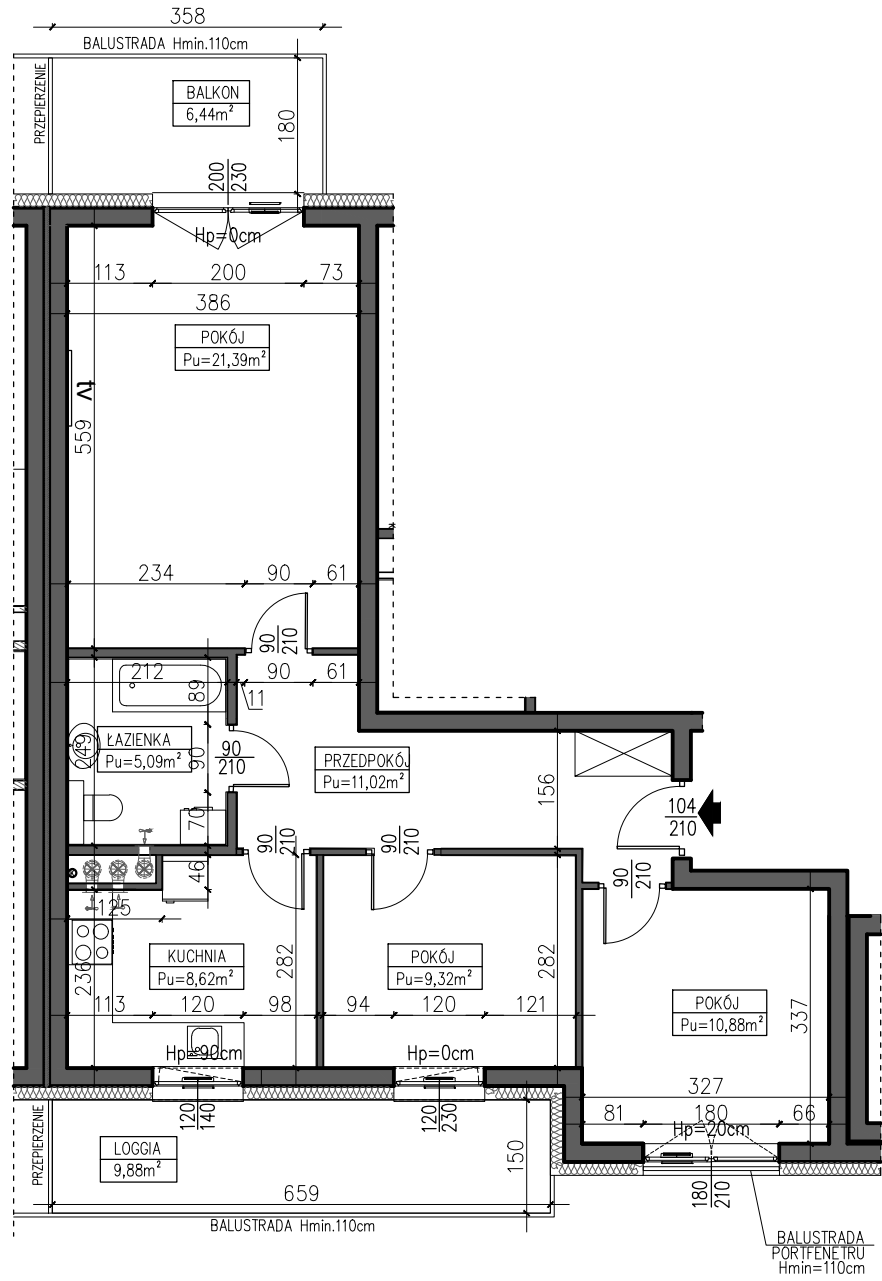 358
BALUSTRADA Hmin.110cm
PRZEPIERZENIE
BALKON
6,44m²
180
200
230
Hp=0cm
113 200 73
386
POKÓJ
Pu=21,39m²
tv
559
234 90 61
90
210
212 90 61
11
89
ŁAZIENKA
Pu=5,09m²
249
90
90
210
70
PRZEDPOKÓJ
Pu=11,02m²
156
104
210
90
210
90
210
90
210
46
125
236
KUCHNIA
Pu=8,62m²
282
POKÓJ
Pu=9,32m²
282
POKÓJ
Pu=10,88m²
337
113 120 98 94 120 121
Hp=90cm
Hp=0cm
327
81 180 66
Hp=20cm
120
140
120
230
PRZEPIERZENIE
LOGGIA
9,88m²
150
180
210
659
BALUSTRADA Hmin.110cm
BALUSTRADA
PORTFENETRU
Hmin=110cm